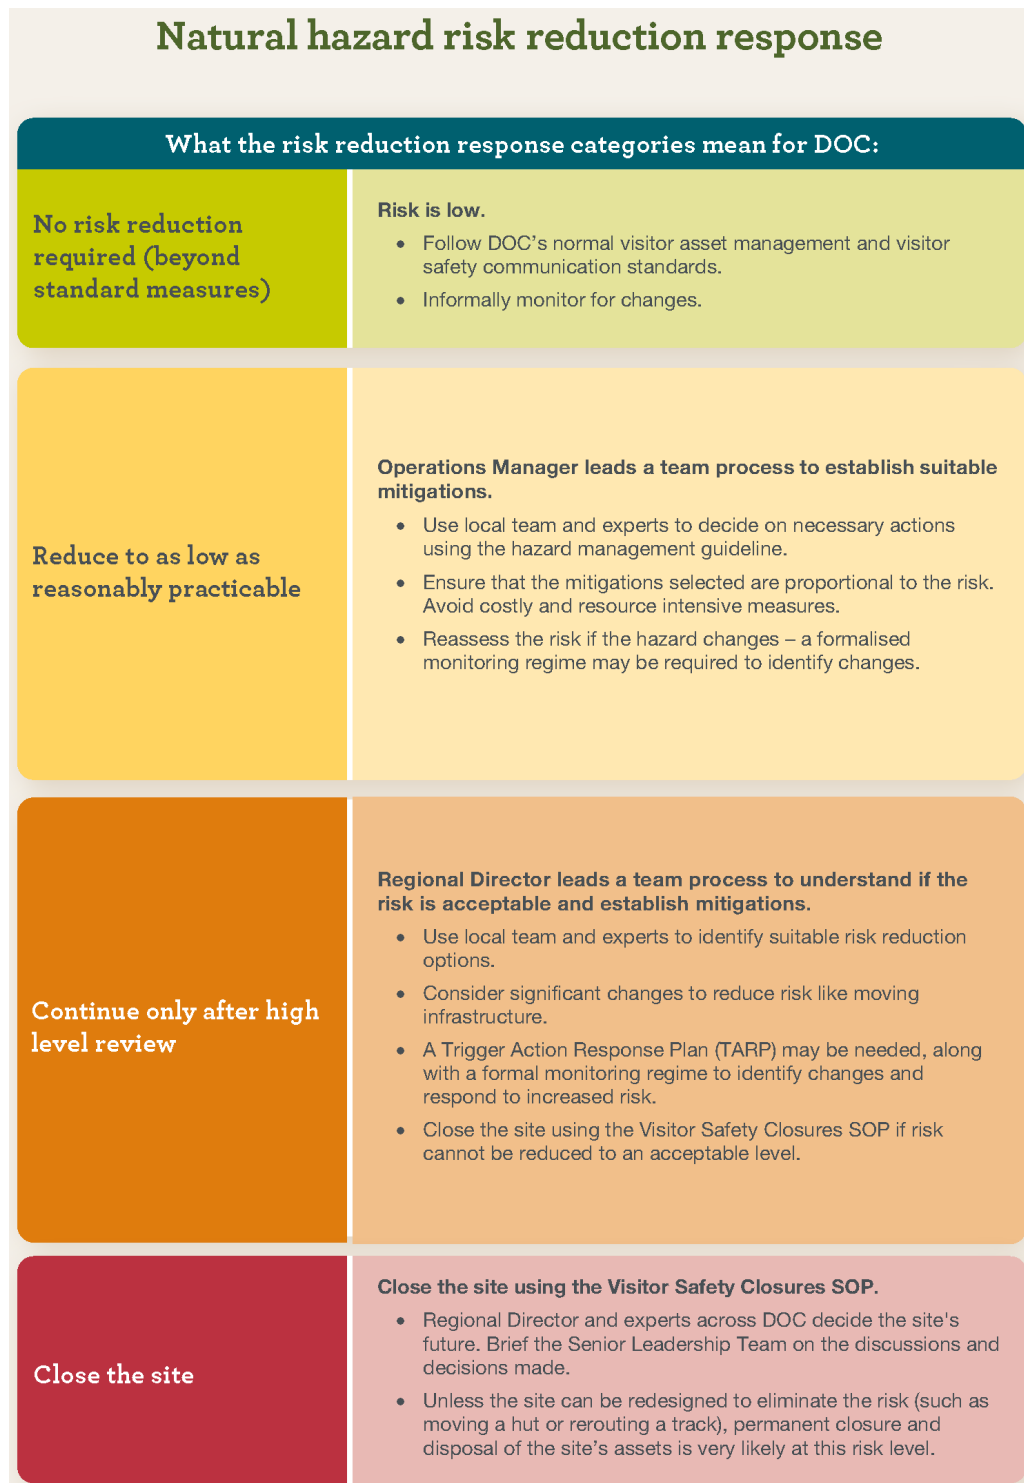 Natural hazard risk reduction response
What the risk reduction response categories mean for DOC:
No risk reduction
required (beyond
standard measures)
Risk is low.
• Follow DOC's normal visitor asset management and visitor
safety communication standards.
• Informally monitor for changes.
Reduce to as low as
reasonably practicable
Operations Manager leads a team process to establish suitable
mitigations.
• Use local team and experts to decide on necessary actions
using the hazard management guideline.
• Ensure that the mitigations selected are proportional to the risk.
Avoid costly and resource intensive measures.
• Reassess the risk if the hazard changes – a formalised
monitoring regime may be required to identify changes.
Continue only after high
level review
Regional Director leads a team process to understand if the
risk is acceptable and establish mitigations.
• Use local team and experts to identify suitable risk reduction
options.
• Consider significant changes to reduce risk like moving
infrastructure.
• A Trigger Action Response Plan (TARP) may be needed, along
with a formal monitoring regime to identify changes and
respond to increased risk.
• Close the site using the Visitor Safety Closures SOP if risk
cannot be reduced to an acceptable level.
Close the site
Close the site using the Visitor Safety Closures SOP.
• Regional Director and experts across DOC decide the site's
future. Brief the Senior Leadership Team on the discussions and
decisions made.
• Unless the site can be redesigned to eliminate the risk (such as
moving a hut or rerouting a track), permanent closure and
disposal of the site's assets is very likely at this risk level.